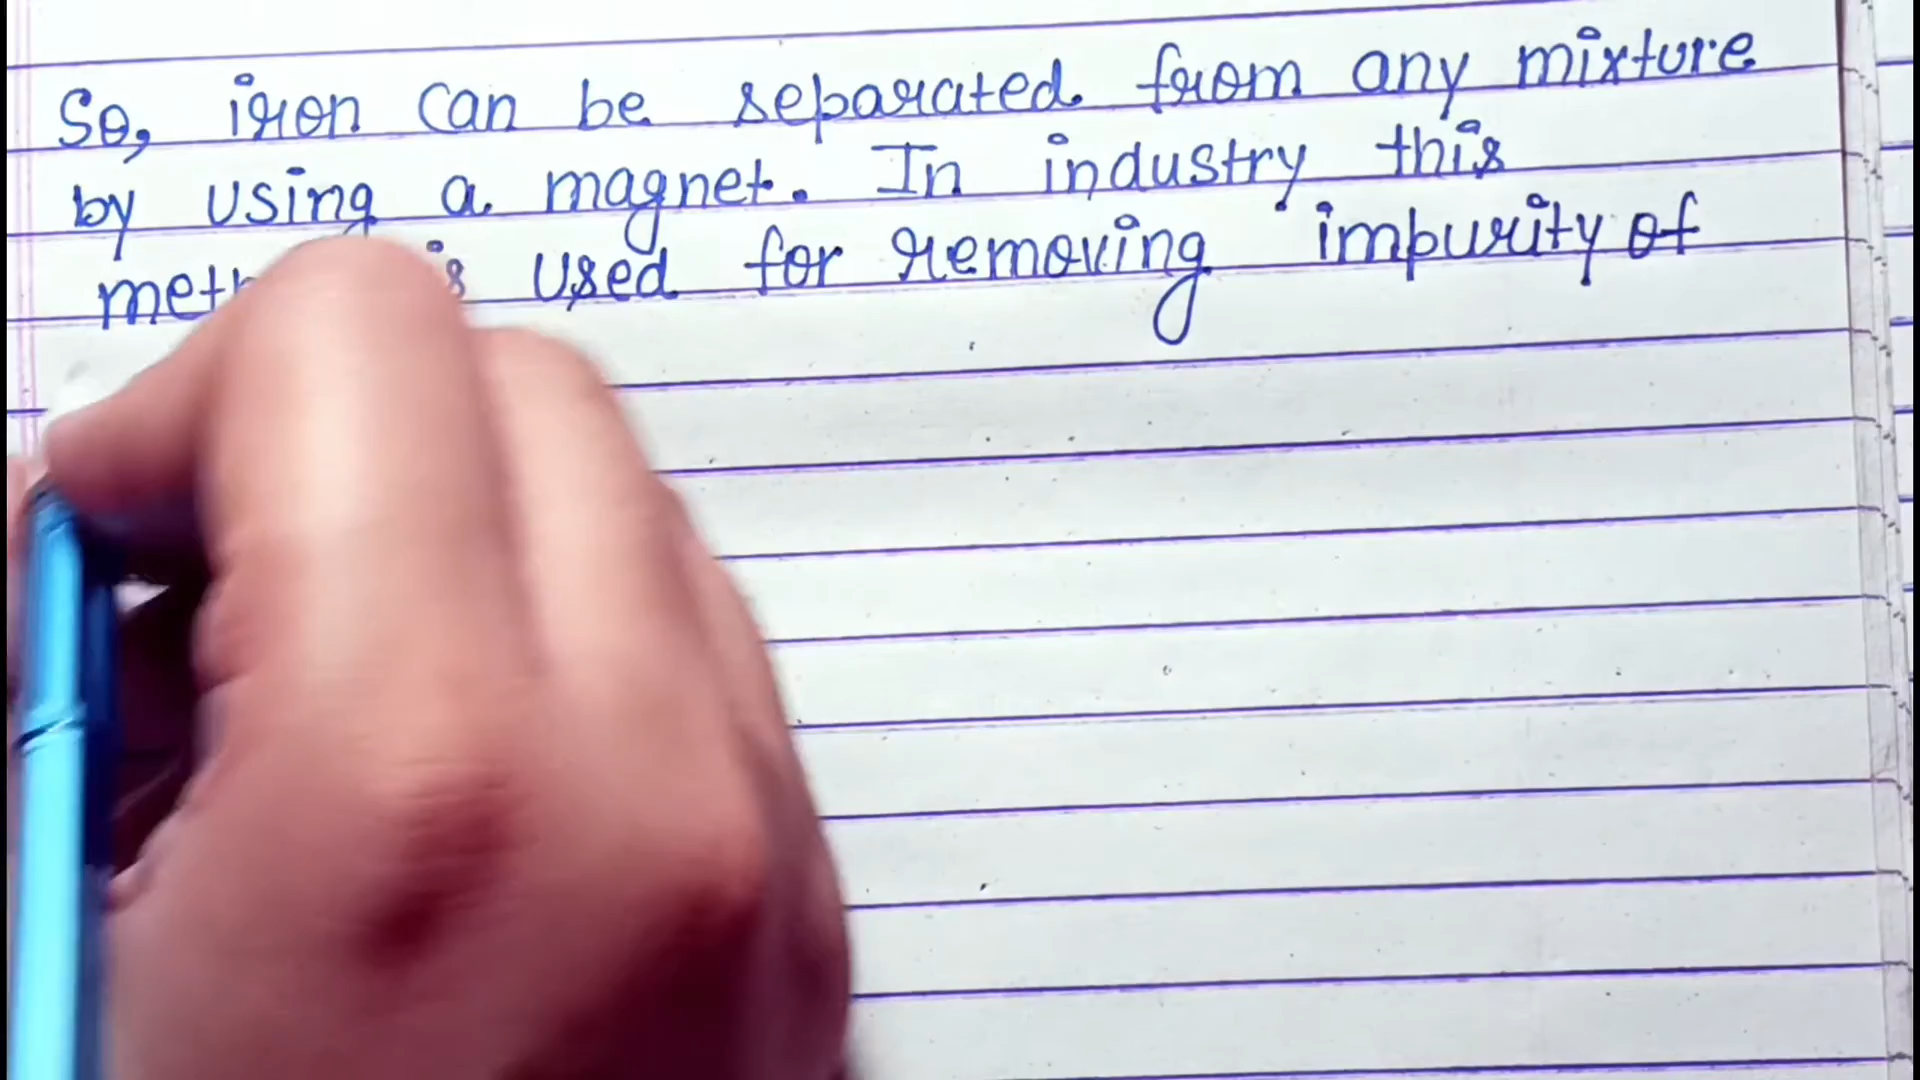 So, iron can be separated from any mixture
by using a magnet. In industry this
is used for removing impurity of